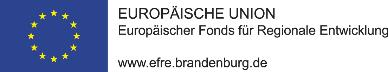 EUROPÄISCHE UNION
Europäischer Fonds für Regionale Entwicklung
www.efre.brandenburg.de